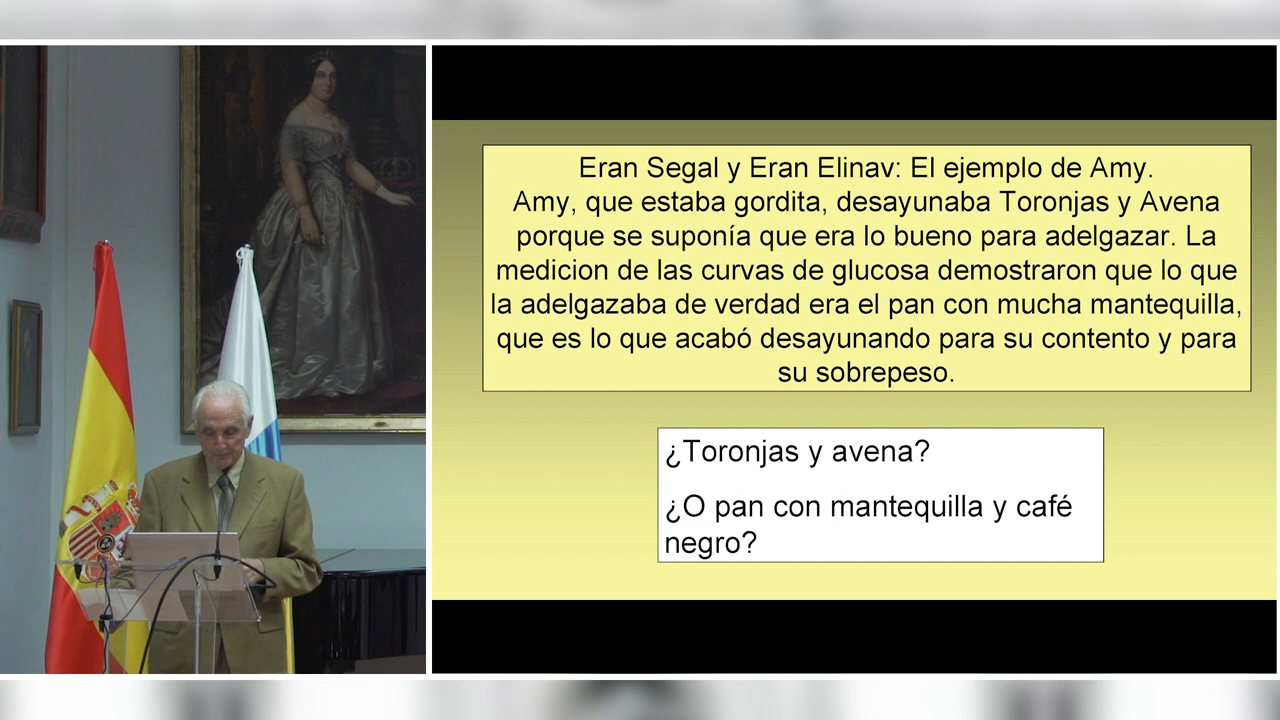 Eran Segal y Eran Elinav: El ejemplo de Amy.
Amy, que estaba gordita, desayunaba Toronjas y Avena
porque se suponía que era lo bueno para adelgazar. La
medicion de las curvas de glucosa demostraron que lo que
la adelgazaba de verdad era el pan con mucha mantequilla,
que es lo que acabó desayunando para su contento y para
su sobrepeso.
¿Toronjas y avena?
¿O pan con mantequilla y café
negro?